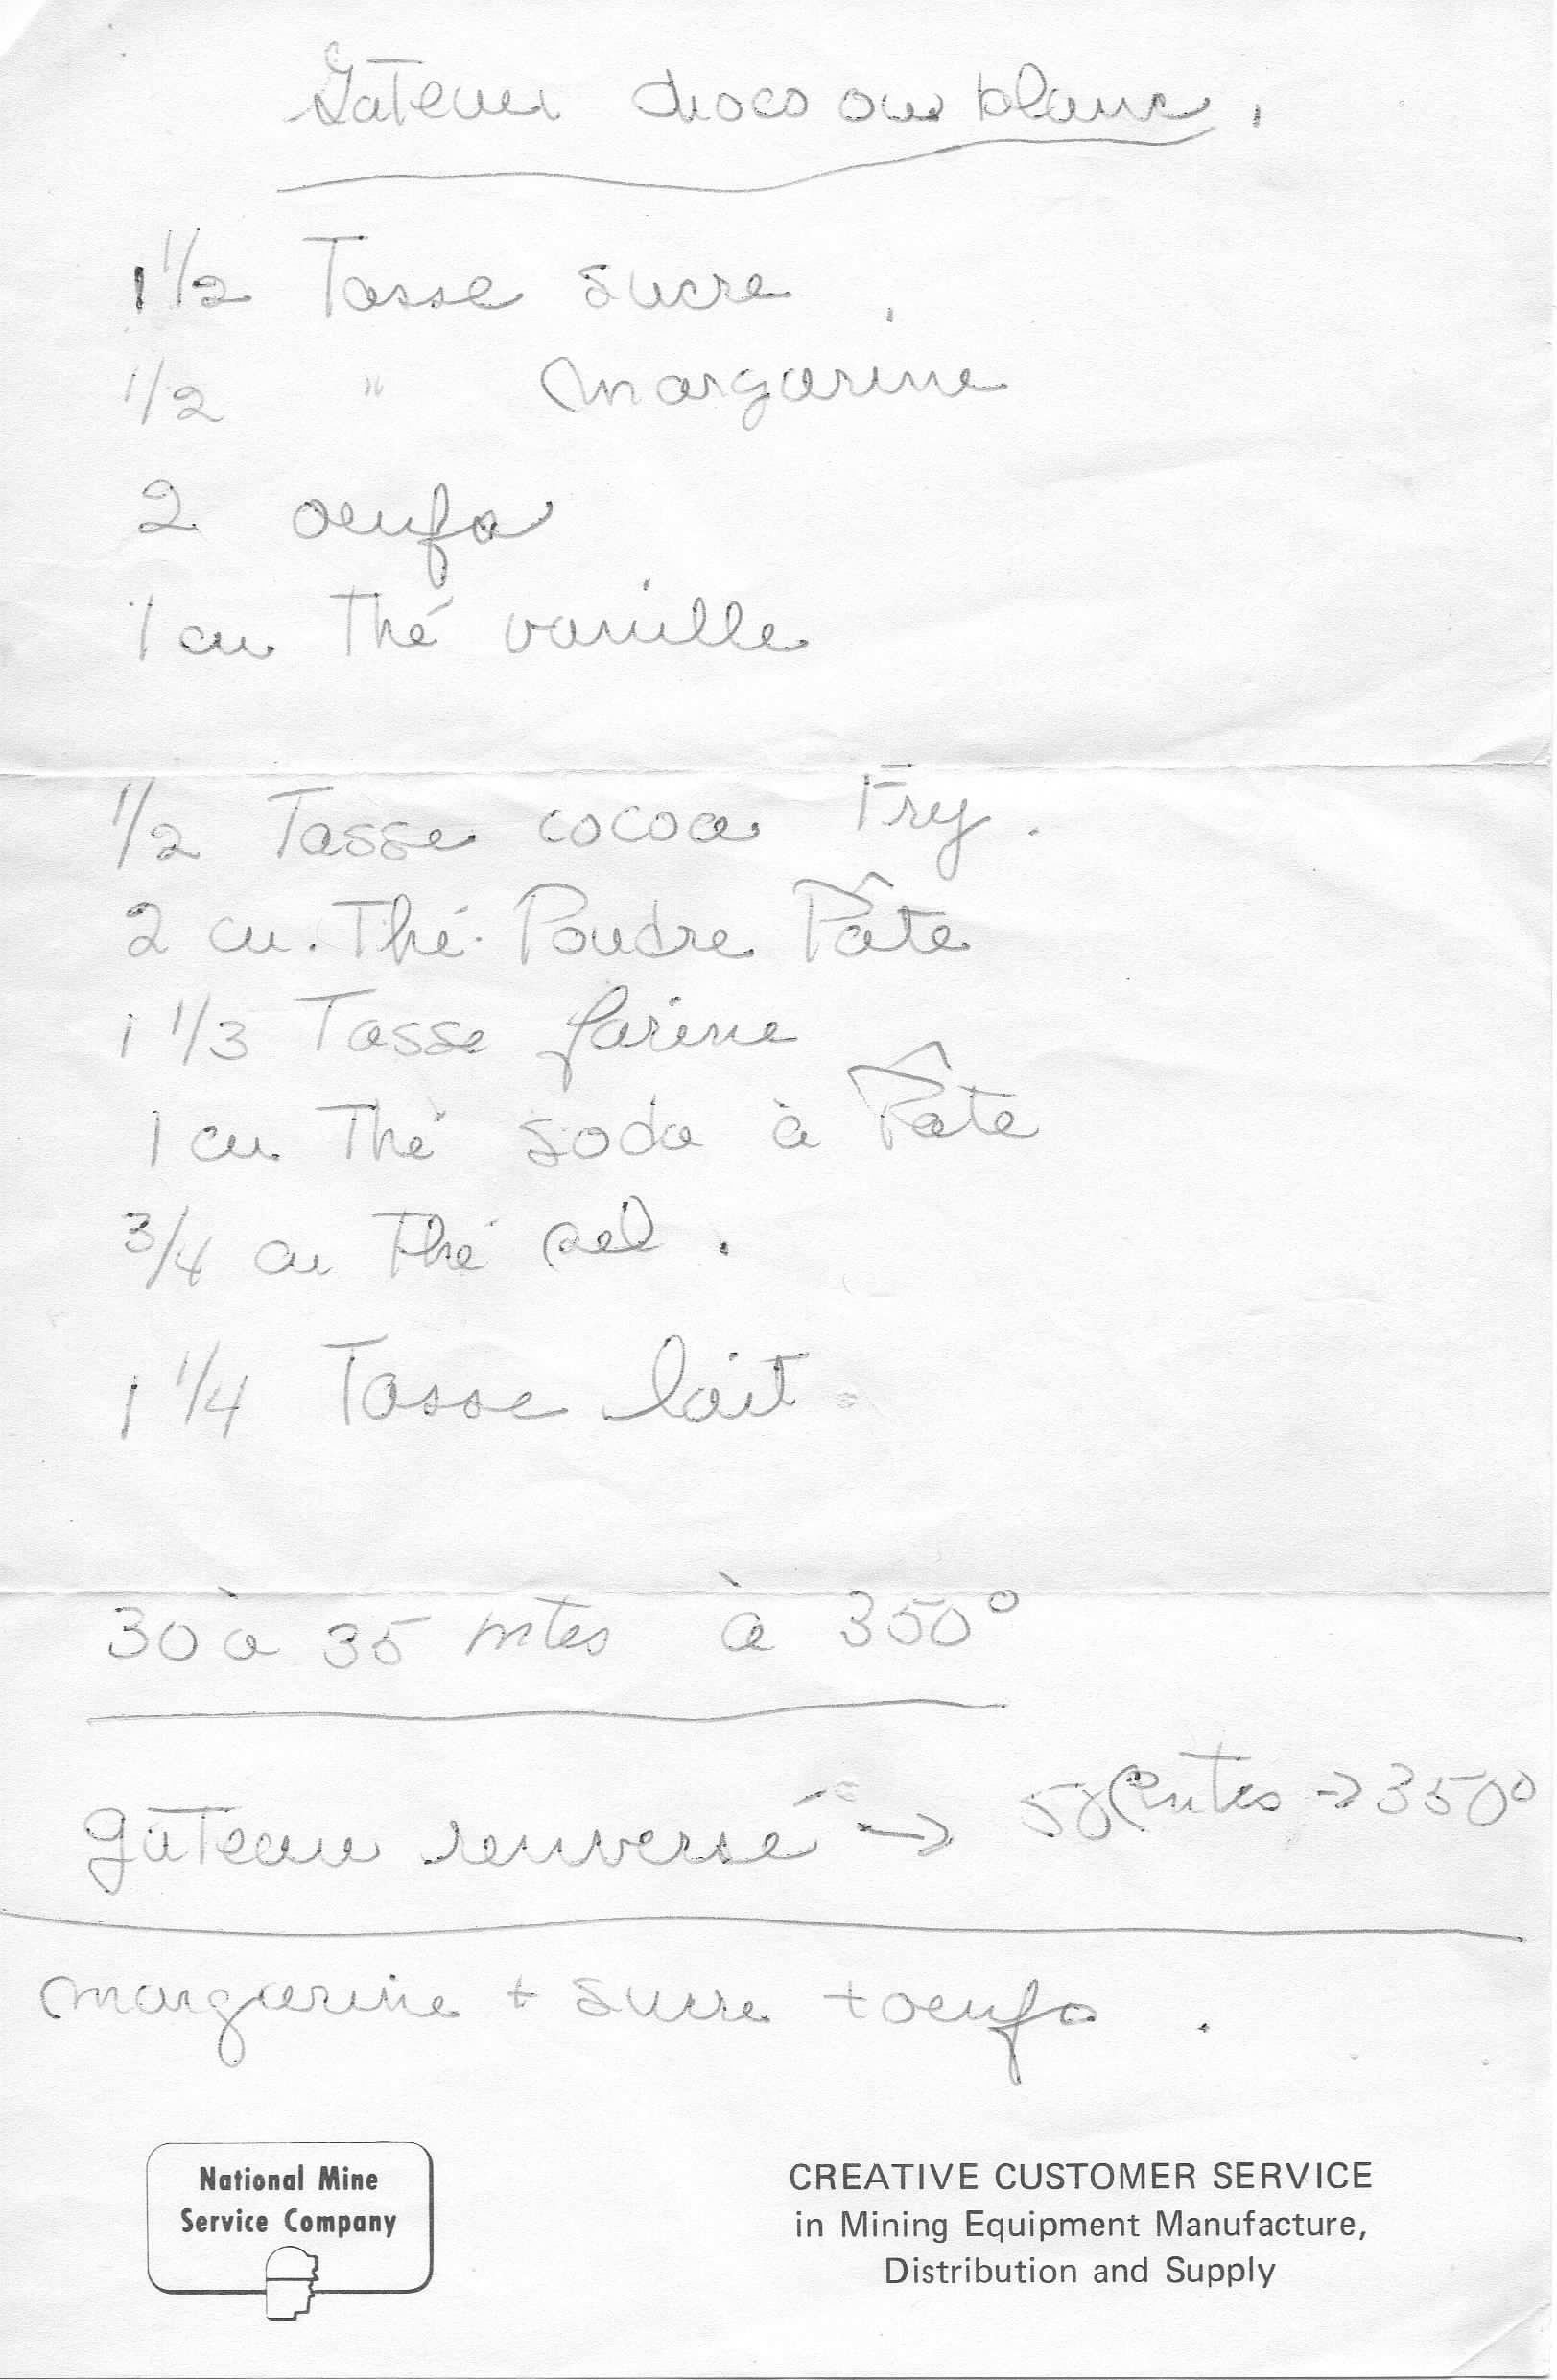 Gateau choco ou blanc.
1 1/2 Tasse sucre
1/2 " margarine
2 oeufs
1 cu Thé vanille
1/2 Tasse cocoa Fry.
2 cu. Thé. Poudre Pâte
1 1/3 Tasse farine
1 cu Thé soda à Pâte
3/4 cu Thé sel.
1 1/4 Tasse lait.
30 à 35 mtes à 350°
gâteau renversé → mtes → 350°
margarine + sucre + oeufs.
National Mine
Service Company
CREATIVE CUSTOMER SERVICE
in Mining Equipment Manufacture,
Distribution and Supply